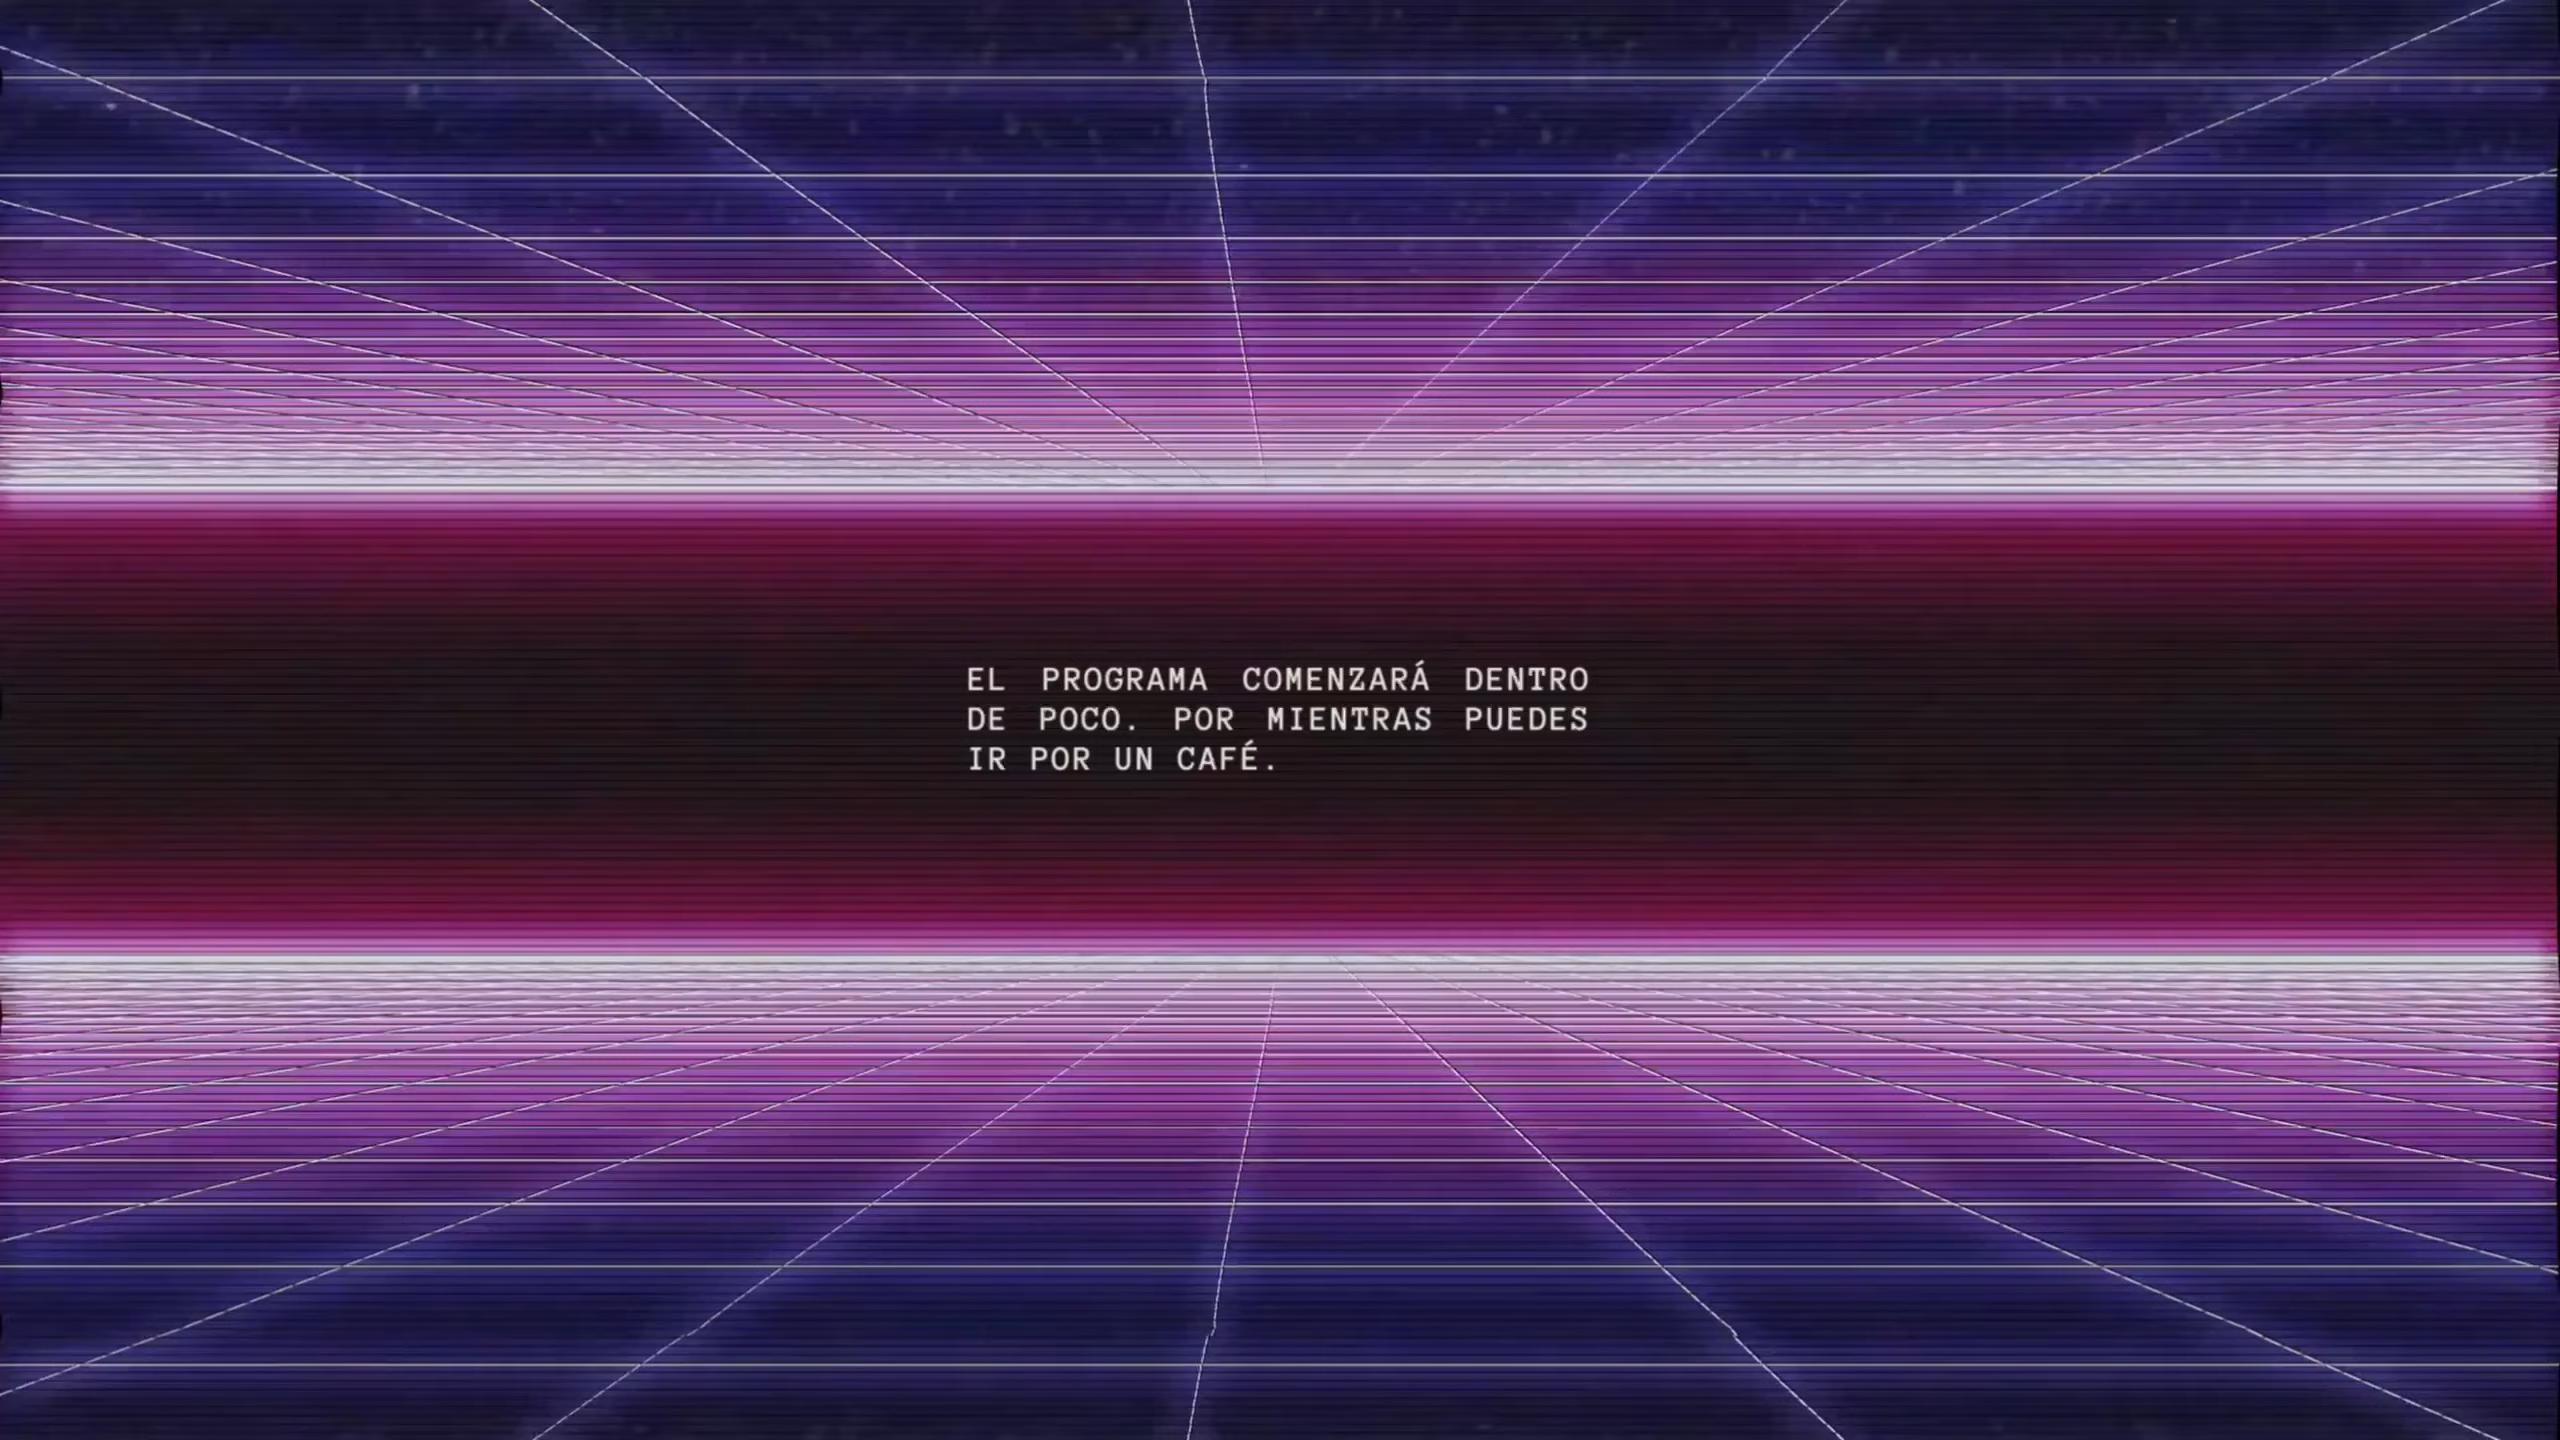 EL PROGRAMA COMENZARÁ DENTRO
DE POCO. POR MIENTRAS PUEDES
IR POR UN CAFÉ.